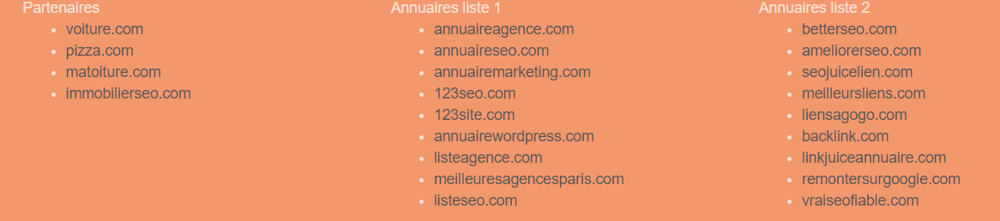 Partenaires
voiture.com
pizza.com
matoiture.com
immobilierseo.com
Annuaires liste 1
annuaireagence.com
annuaireseo.com
annuairemarketing.com
123seo.com
123site.com
annuairewordpress.com
listeagence.com
meilleuresagencesparis.com
listeseo.com
Annuaires liste 2
betterseo.com
ameliorerseo.com
seojuicelien.com
meilleursliens.com
liensagogo.com
backlink.com
linkjuiceannuaire.com
remontersurgoogle.com
vraiseofiable.com